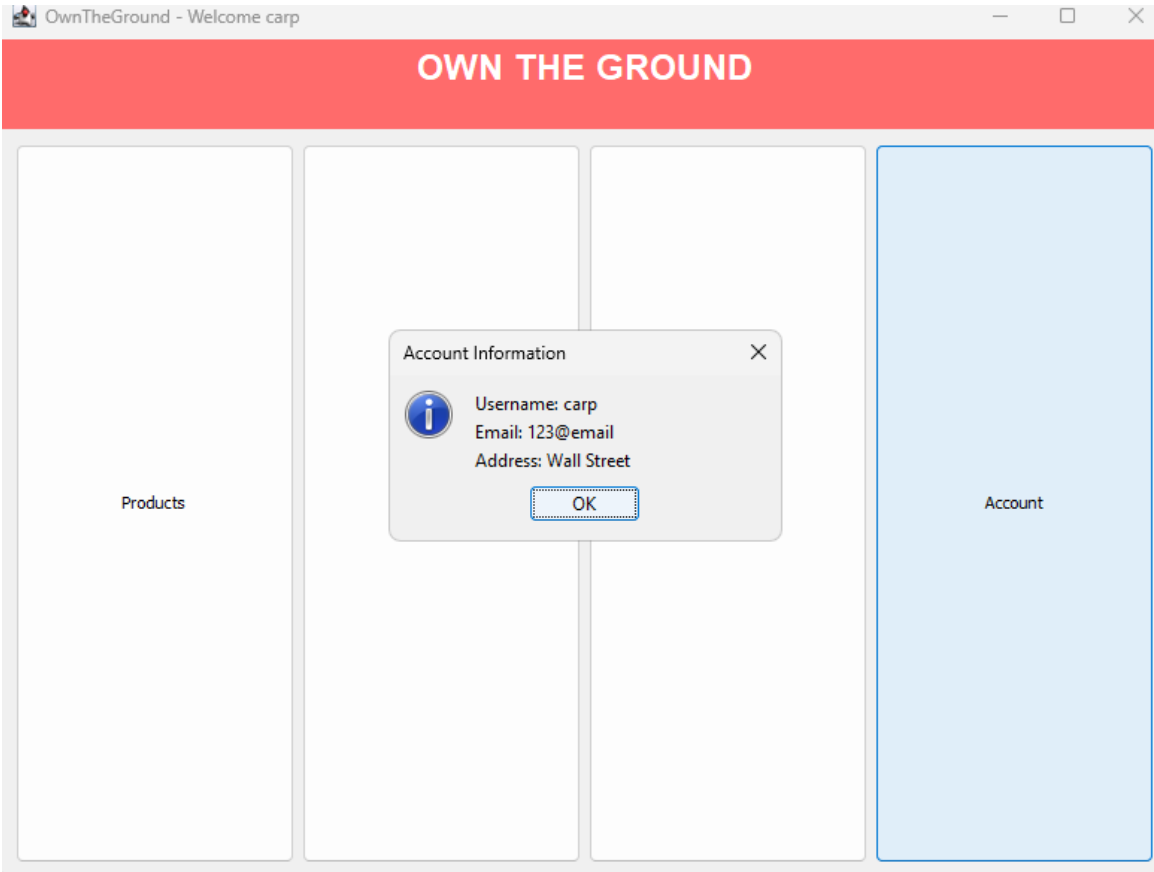 OwnTheGround - Welcome carp
OWN THE GROUND
Account Information
Username: carp
Email: 123@email
Address: Wall Street
OK
Products
Account